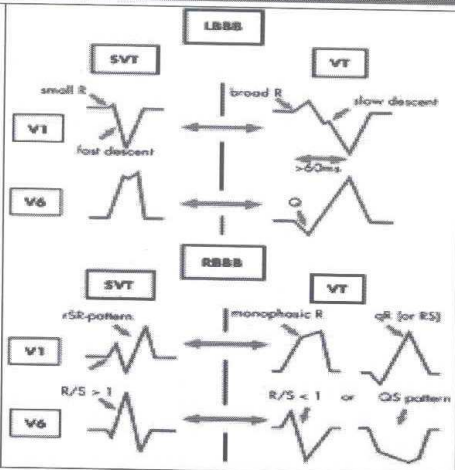 LBBB
SVT VT
small R broad R slow descent
V1
fast descent
>60ms
V6 Q
RBBB
SVT VT
rSR-pattern monophasic R qR (or RS)
V1
R/S > 1 R/S < 1 or QS pattern
V6